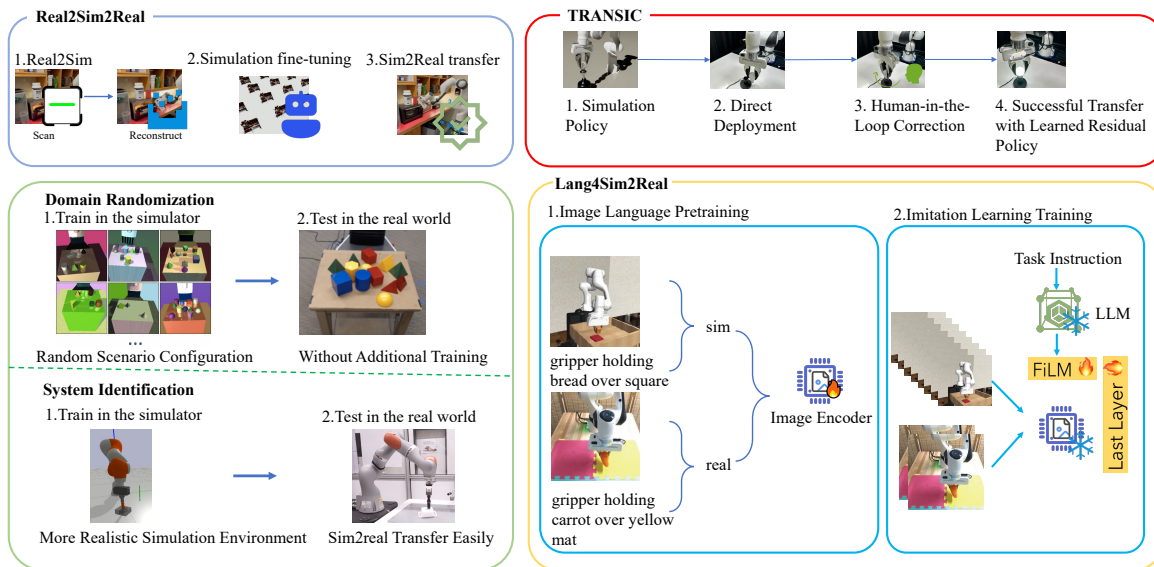 Real2Sim2Real
1.Real2Sim
2.Simulation fine-tuning
3.Sim2Real transfer
Scan
Reconstruct
TRANSIC
1. Simulation
Policy
2. Direct
Deployment
3. Human-in-the-
Loop Correction
4. Successful Transfer
with Learned Residual
Policy
Domain Randomization
1.Train in the simulator
2.Test in the real world
...
Random Scenario Configuration
Without Additional Training
System Identification
1.Train in the simulator
2.Test in the real world
More Realistic Simulation Environment
Sim2real Transfer Easily
Lang4Sim2Real
1.Image Language Pretraining
sim
gripper holding
bread over square
Image Encoder
real
gripper holding
carrot over yellow
mat
2.Imitation Learning Training
Task Instruction
LLM
FiLM
Last Layer